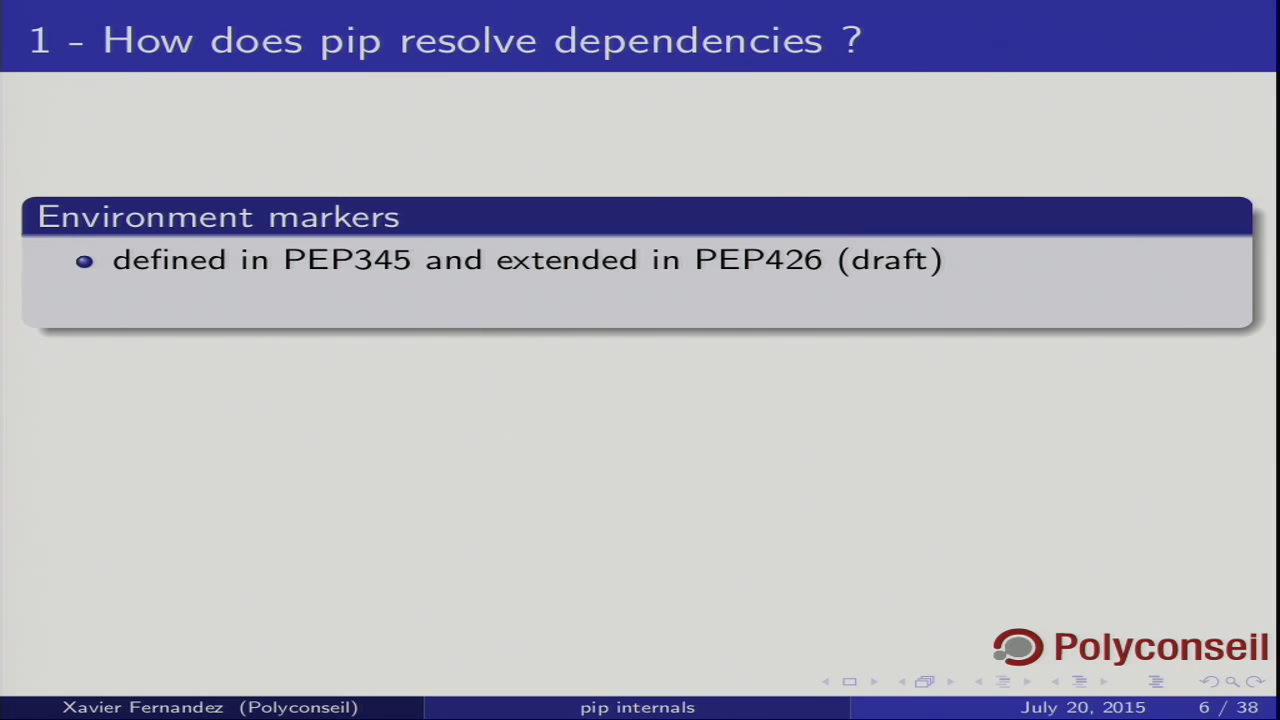 1 - How does pip resolve dependencies ?
Environment markers
defined in PEP345 and extended in PEP426 (draft)
Polyconseil
Xavier Fernandez (Polyconseil)
pip internals
July 20, 2015
6 / 38